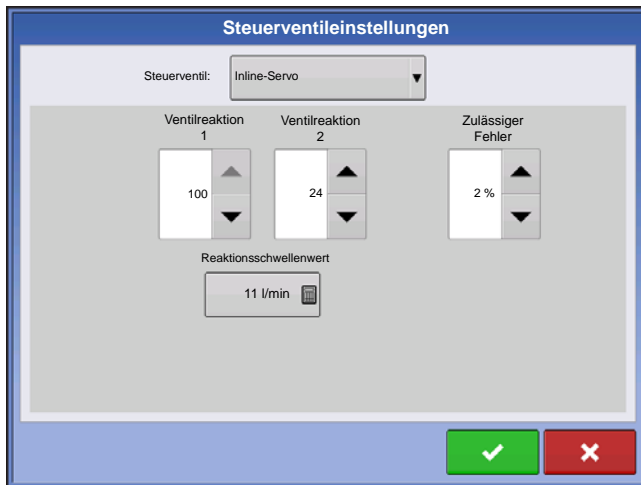 Steuerventileinstellungen
Steuerventil:
Inline-Servo
Ventilreaktion
1
Ventilreaktion
2
Zulässiger
Fehler
100
24
2 %
Reaktionsschwellenwert
11 l/min